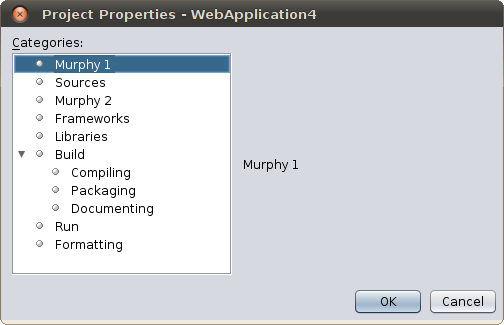 Project Properties - WebApplication4
Categories:
Murphy 1
Sources
Murphy 2
Frameworks
Libraries
Build
Compiling
Packaging
Documenting
Run
Formatting
Murphy 1
OK
Cancel